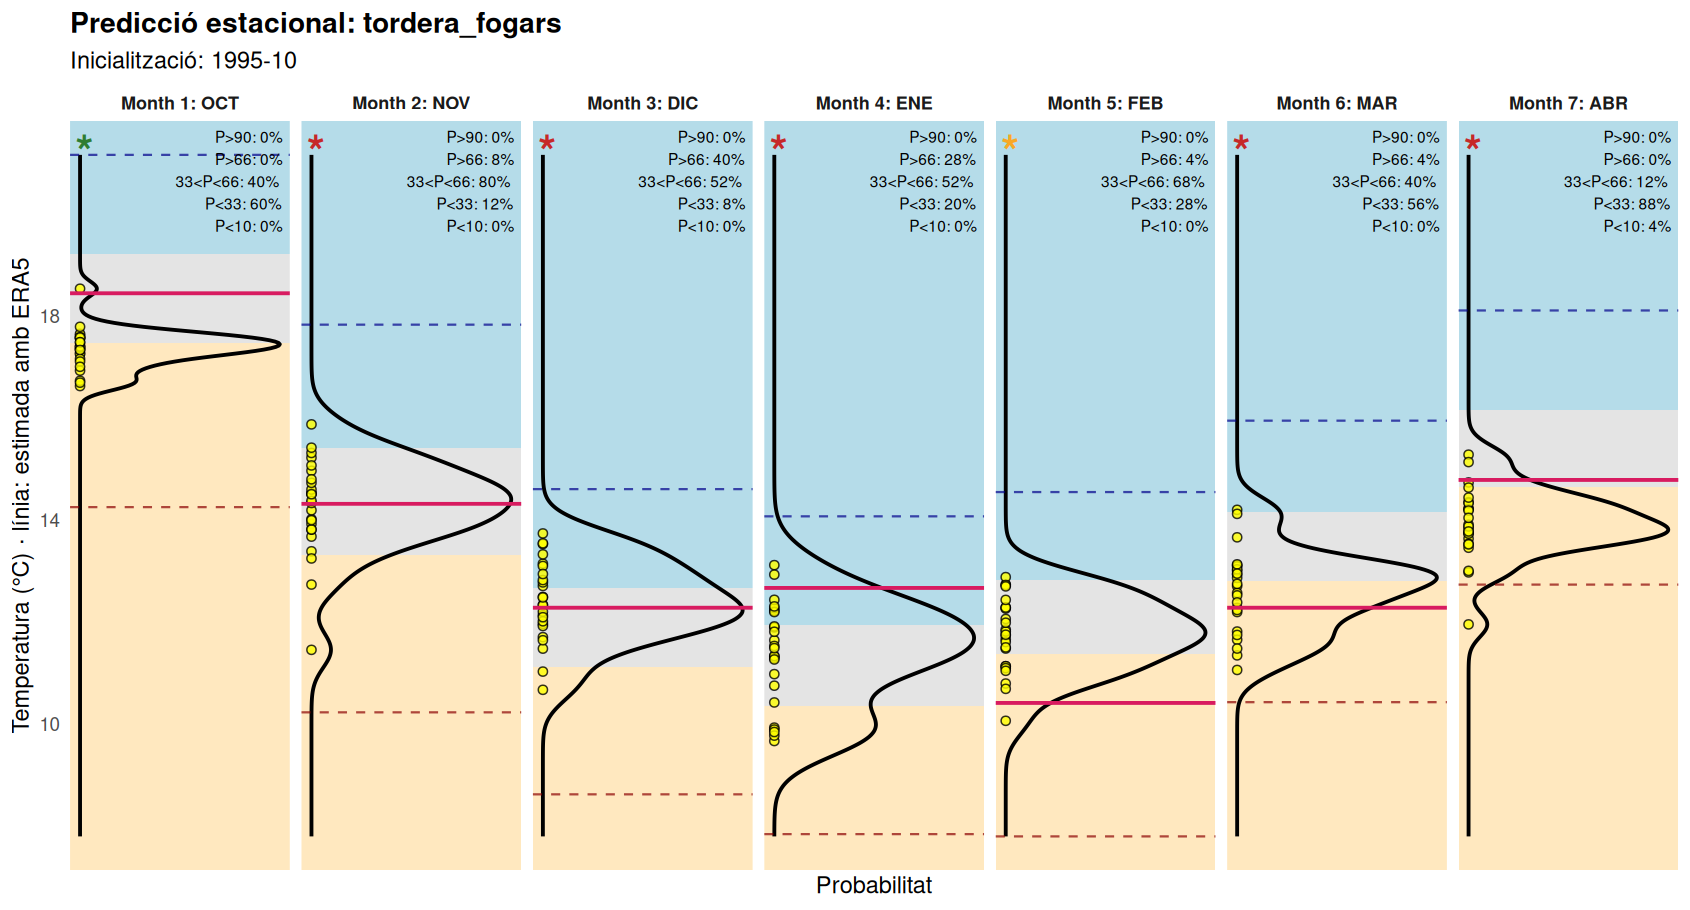 Predicció estacional: tordera_fogars
Inicialització: 1995-10
Month 1: OCT
Month 2: NOV
Month 3: DIC
Month 4: ENE
Month 5: FEB
Month 6: MAR
Month 7: ABR
*
P>90: 0%
P>66: 0%
33<P<66: 40%
P<33: 60%
P<10: 0%
*
P>90: 0%
P>66: 8%
33<P<66: 80%
P<33: 12%
P<10: 0%
*
P>90: 0%
P>66: 40%
33<P<66: 52%
P<33: 8%
P<10: 0%
*
P>90: 0%
P>66: 28%
33<P<66: 52%
P<33: 20%
P<10: 0%
*
P>90: 0%
P>66: 4%
33<P<66: 68%
P<33: 28%
P<10: 0%
*
P>90: 0%
P>66: 4%
33<P<66: 40%
P<33: 56%
P<10: 0%
*
P>90: 0%
P>66: 0%
33<P<66: 12%
P<33: 88%
P<10: 4%
Temperatura (°C) · línia: estimada amb ERA5
18
14
10
Probabilitat